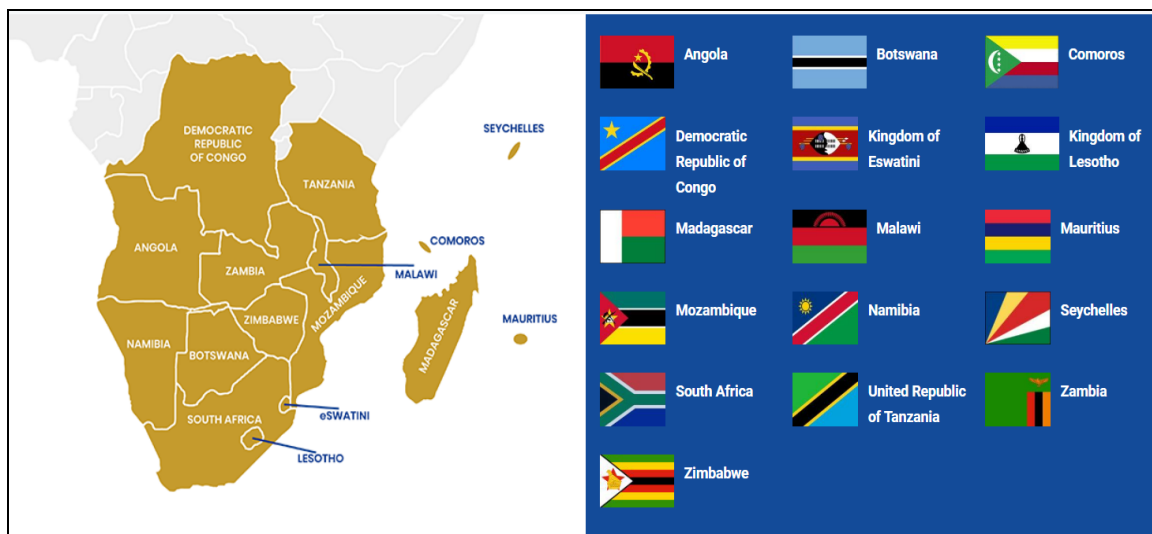 SEYCHELLES
DEMOCRATIC
REPUBLIC
OF CONGO
TANZANIA
COMOROS
ANGOLA
MALAWI
ZAMBIA
MOZAMBIQUE
ZIMBABWE
MADAGASCAR
MAURITIUS
NAMIBIA
BOTSWANA
eSWATINI
SOUTH AFRICA
LESOTHO
Angola
Botswana
Comoros
Democratic
Republic of
Congo
Kingdom of
Eswatini
Kingdom of
Lesotho
Madagascar
Malawi
Mauritius
Mozambique
Namibia
Seychelles
South Africa
United Republic
of Tanzania
Zambia
Zimbabwe